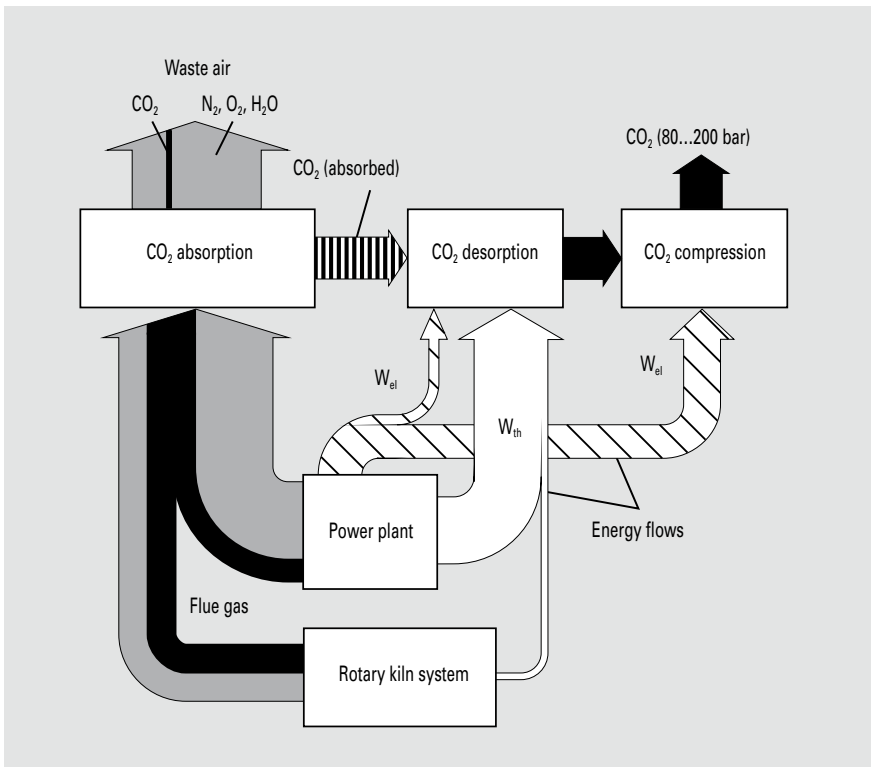 Waste air
CO₂ N₂, O₂, H₂O
CO₂ (80...200 bar)
CO₂ (absorbed)
CO₂ absorption
CO₂ desorption
CO₂ compression
Wₑₗ
Wₑₗ
Wₜₕ
Power plant
Energy flows
Flue gas
Rotary kiln system